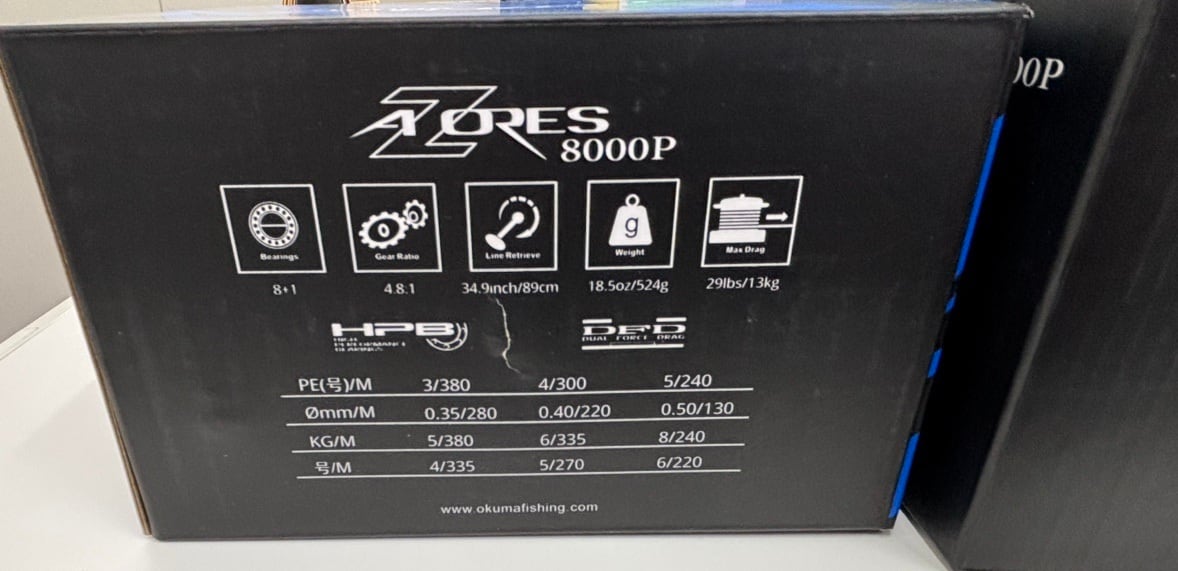 AZORES
8000P
00P
Bearings Gear Ratio Line Retrieve Weight Max Drag
g
8+1 4.8:1 34.9inch/89cm 18.5oz/524g 29lbs/13kg
HPB DFD
HIGH PERFORMANCE BEARINGS DUAL FORCE DRAG
PE(号)/M 3/380 4/300 5/240
Ømm/M 0.35/280 0.40/220 0.50/130
KG/M 5/380 6/335 8/240
号/M 4/335 5/270 6/220
www.okumafishing.com